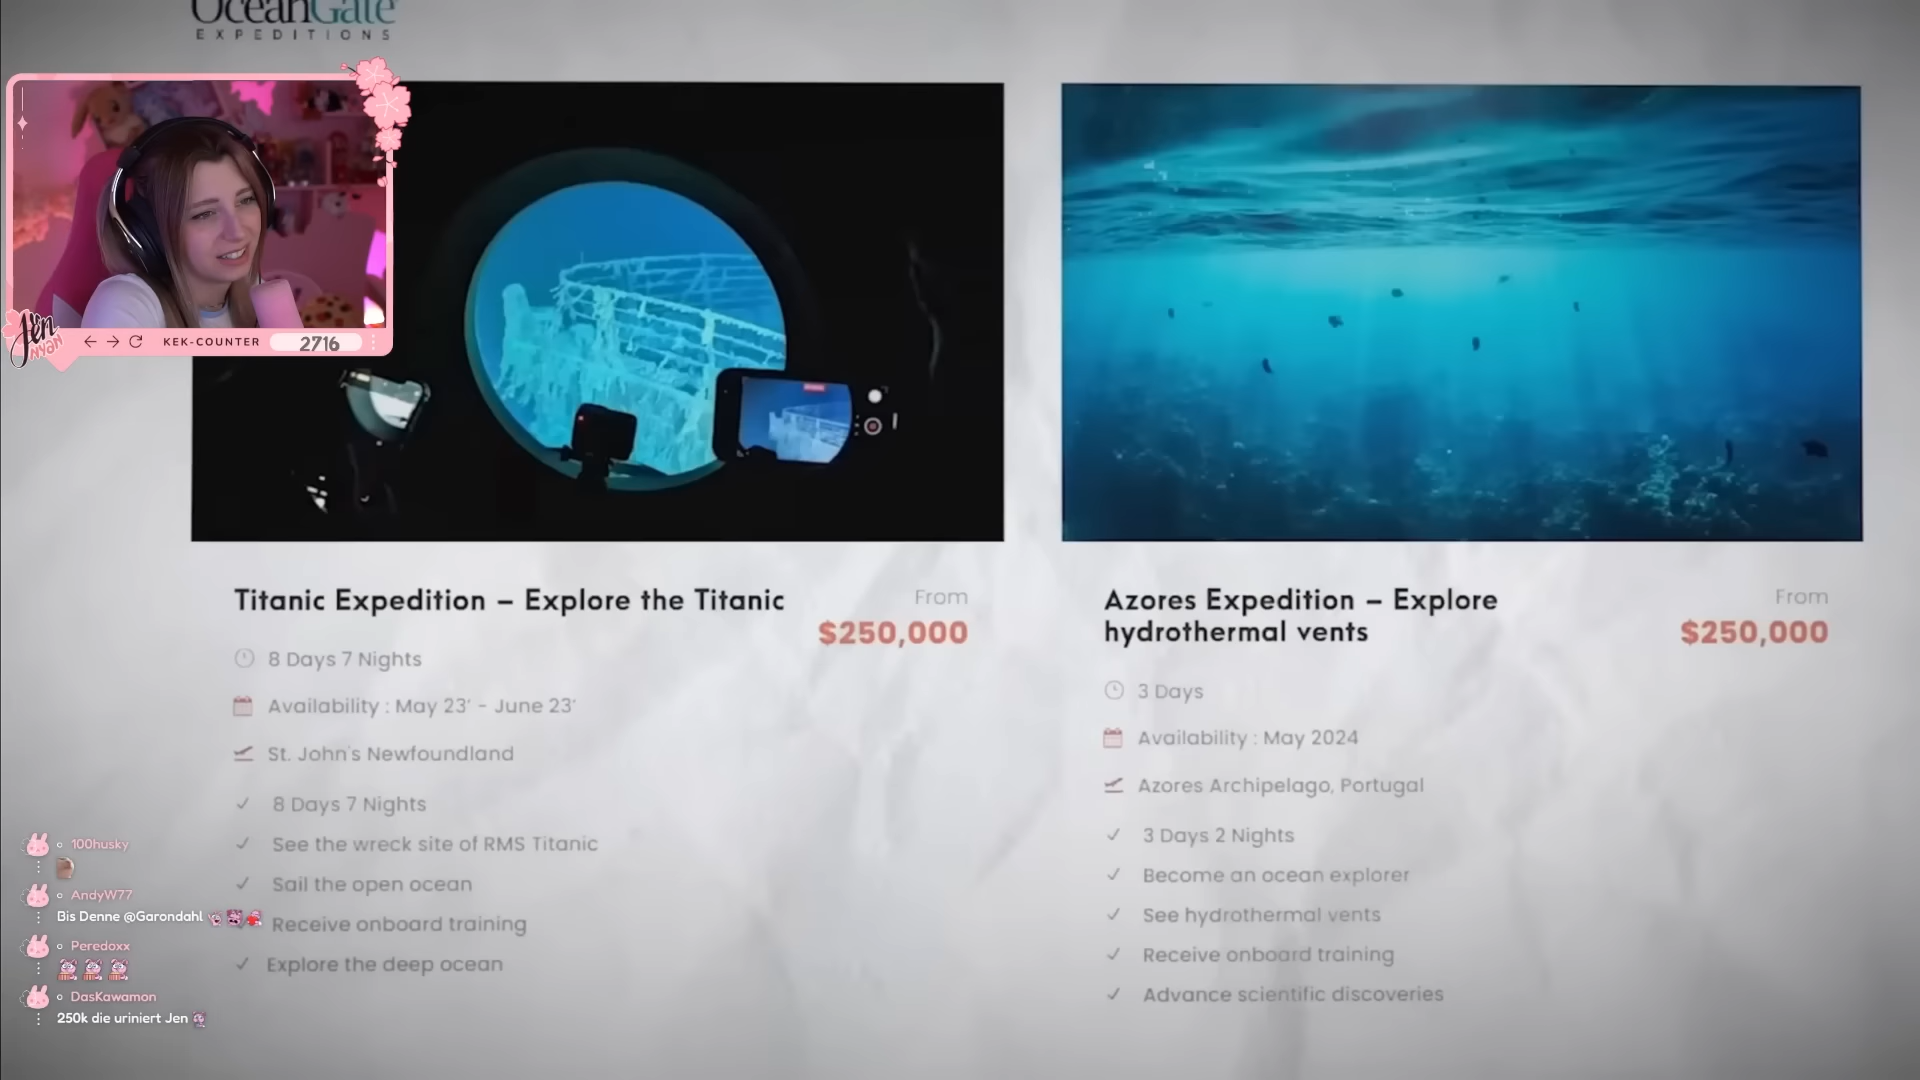 OceanGate
EXPEDITIONS
Jen
NYAN
KEK-COUNTER
2716
Titanic Expedition – Explore the Titanic
From
$250,000
8 Days 7 Nights
Availability : May 23' - June 23'
St. John's Newfoundland
8 Days 7 Nights
See the wreck site of RMS Titanic
Sail the open ocean
Receive onboard training
Explore the deep ocean
Azores Expedition – Explore
hydrothermal vents
From
$250,000
3 Days
Availability : May 2024
Azores Archipelago, Portugal
3 Days 2 Nights
Become an ocean explorer
See hydrothermal vents
Receive onboard training
Advance scientific discoveries
100husky
AndyW77
Bis Denne @Garondahl
Peredoxx
DasKawamon
250k die uriniert Jen